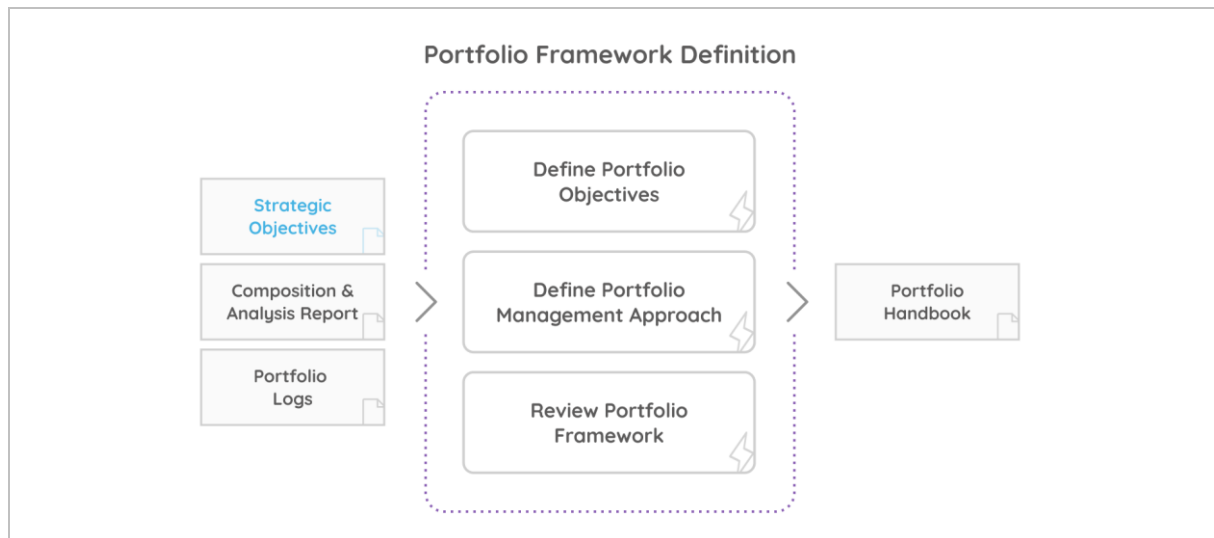 Portfolio Framework Definition
Strategic
Objectives
Composition &
Analysis Report
Portfolio
Logs
Define Portfolio
Objectives
Define Portfolio
Management Approach
Review Portfolio
Framework
Portfolio
Handbook